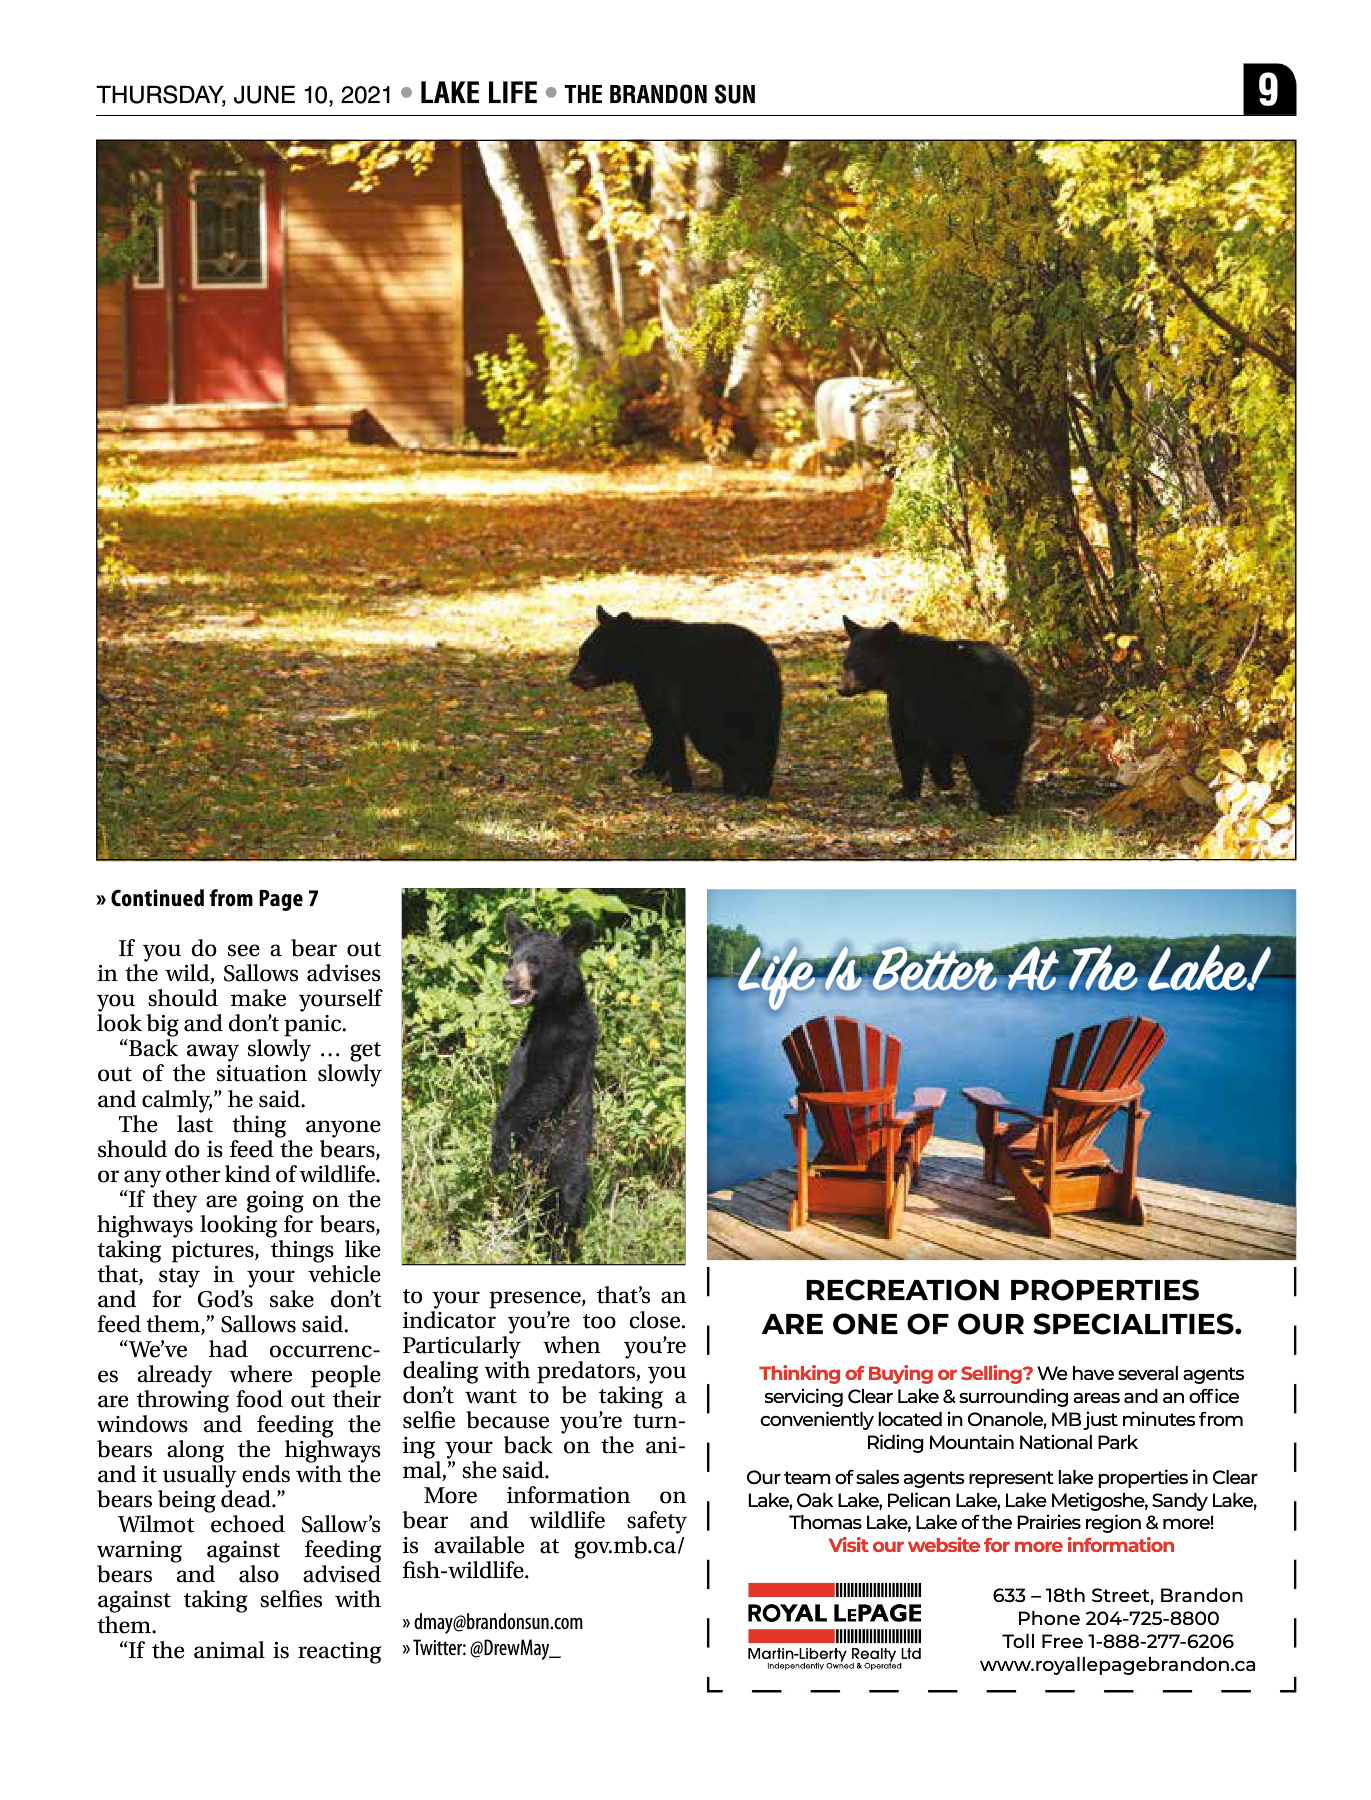 THURSDAY, JUNE 10, 2021 • LAKE LIFE • THE BRANDON SUN
9
» Continued from Page 7
If you do see a bear out
in the wild, Sallows advises
you should make yourself
look big and don’t panic.
“Back away slowly … get
out of the situation slowly
and calmly,” he said.
The last thing anyone
should do is feed the bears,
or any other kind of wildlife.
“If they are going on the
highways looking for bears,
taking pictures, things like
that, stay in your vehicle
and for God’s sake don’t
feed them,” Sallows said.
“We’ve had occurrenc-
es already where people
are throwing food out their
windows and feeding the
bears along the highways
and it usually ends with the
bears being dead.”
Wilmot echoed Sallow’s
warning against feeding
bears and also advised
against taking selfies with
them.
“If the animal is reacting
to your presence, that’s an
indicator you’re too close.
Particularly when you’re
dealing with predators, you
don’t want to be taking a
selfie because you’re turn-
ing your back on the ani-
mal,” she said.
More information on
bear and wildlife safety
is available at gov.mb.ca/
fish-wildlife.
» dmay@brandonsun.com
» Twitter: @DrewMay_
Life Is Better At The Lake!
RECREATION PROPERTIES
ARE ONE OF OUR SPECIALITIES.
Thinking of Buying or Selling? We have several agents
servicing Clear Lake & surrounding areas and an office
conveniently located in Onanole, MB just minutes from
Riding Mountain National Park
Our team of sales agents represent lake properties in Clear
Lake, Oak Lake, Pelican Lake, Lake Metigoshe, Sandy Lake,
Thomas Lake, Lake of the Prairies region & more!
Visit our website for more information
ROYAL LEPAGE
Martin-Liberty Realty Ltd
Independently Owned & Operated
633 – 18th Street, Brandon
Phone 204-725-8800
Toll Free 1-888-277-6206
www.royallepagebrandon.ca